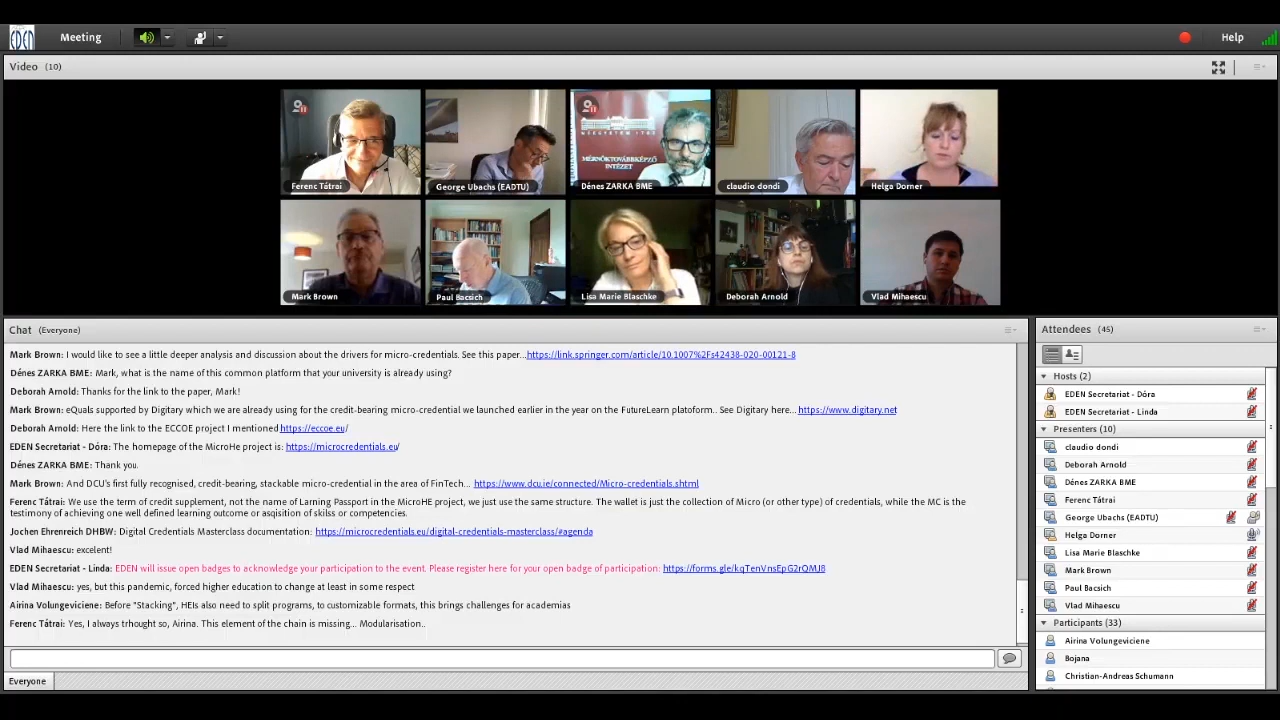 EDEN
Meeting
Help
Video (10)
MŰEGYETEM 1782
MÉRNÖKTOVÁBBKÉPZŐ
INTÉZET
Ferenc Tátrai
George Ubachs (EADTU)
Dénes ZARKA BME
claudio dondi
Helga Dorner
Mark Brown
Paul Bacsich
Lisa Marie Blaschke
Deborah Arnold
Vlad Mihaescu
Chat (Everyone)
Mark Brown: I would like to see a little deeper analysis and discussion about the drivers for micro-credentials. See this paper...https://link.springer.com/article/10.1007%2Fs42438-020-00121-8
Dénes ZARKA BME: Mark, what is the name of this common platform that your university is already using?
Deborah Arnold: Thanks for the link to the paper, Mark!
Mark Brown: eQuals supported by Digitary which we are already using for the credit-bearing micro-credential we launched earlier in the year on the FutureLearn platoform.. See Digitary here... https://www.digitary.net
Deborah Arnold: Here the link to the ECCOE project I mentioned https://eccoe.eu/
EDEN Secretariat - Dóra: The homepage of the MicroHe project is: https://microcredentials.eu/
Dénes ZARKA BME: Thank you.
Mark Brown: And DCU's first fully recognised, credit-bearing, stackable micro-credential in the area of FinTech... https://www.dcu.ie/connected/Micro-credentials.shtml
Ferenc Tátrai: We use the term of credit supplement, not the name of Larning Passport in the MicroHE project, we just use the same structure. The wallet is just the collection of Micro (or other type) of credentials, while the MC is the
testimony of achieving one well defined learning outcome or asqisition of skilss or competencies.
Jochen Ehrenreich DHBW: Digital Credentials Masterclass documentation: https://microcredentials.eu/digital-credentials-masterclass/#agenda
Vlad Mihaescu: excelent!
EDEN Secretariat - Linda: EDEN will issue open badges to acknowledge your participation to the event. Please register here for your open badge of participation: https://forms.gle/kqTenVnsEpG2rQMJ8
Vlad Mihaescu: yes, but this pandemic, forced higher education to change at least in some respect
Airina Volungeviciene: Before "Stacking", HEIs also need to split programs, to customizable formats, this brings challenges for academias
Ferenc Tátrai: Yes, I always trhought so, Airina. This element of the chain is missing... Modularisation..
Everyone
Attendees (45)
Hosts (2)
EDEN Secretariat - Dóra
EDEN Secretariat - Linda
Presenters (10)
claudio dondi
Deborah Arnold
Dénes ZARKA BME
Ferenc Tátrai
George Ubachs (EADTU)
Helga Dorner
Lisa Marie Blaschke
Mark Brown
Paul Bacsich
Vlad Mihaescu
Participants (33)
Airina Volungeviciene
Bojana
Christian-Andreas Schumann